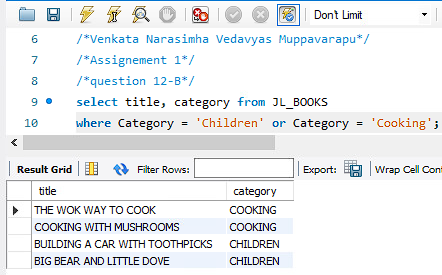 Don't Limit
6 /*Venkata Narasimha Vedavyas Muppavarapu*/
7 /*Assignement 1*/
8 /*question 12-B*/
9 select title, category from JL_BOOKS
10 where Category = 'Children' or Category = 'Cooking';
Result Grid Filter Rows: Export: Wrap Cell Cont
title category
THE WOK WAY TO COOK COOKING
COOKING WITH MUSHROOMS COOKING
BUILDING A CAR WITH TOOTHPICKS CHILDREN
BIG BEAR AND LITTLE DOVE CHILDREN